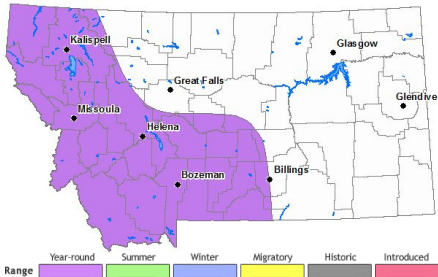 Kalispell
Glasgow
Great Falls
Glendive
Missoula
Helena
Bozeman
Billings
Year-round Summer Winter Migratory Historic Introduced
Range